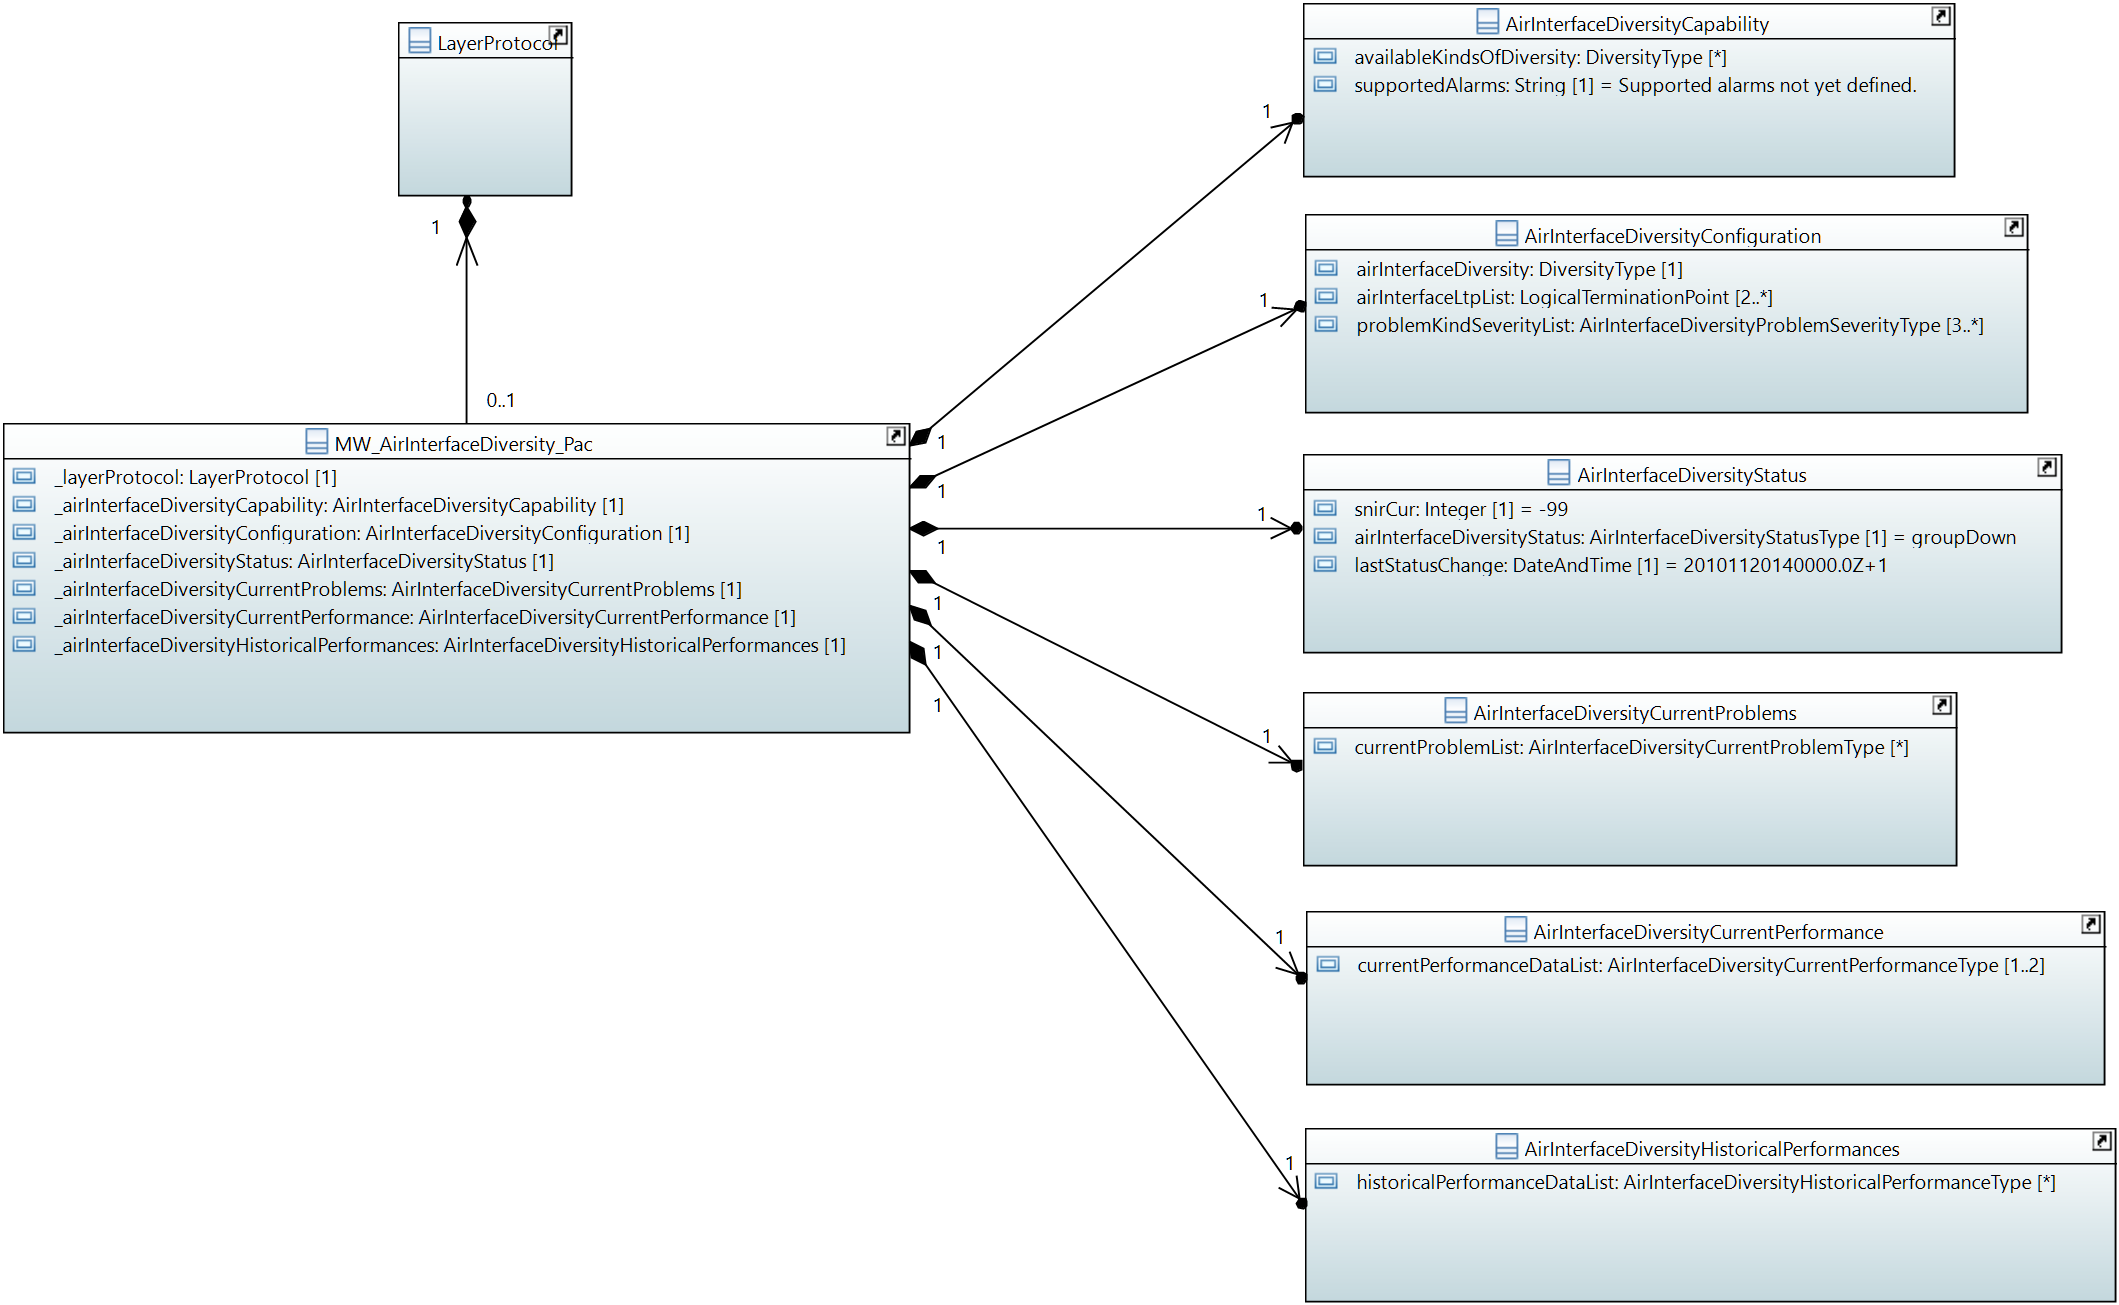 LayerProtocol
1
0..1
MW_AirInterfaceDiversity_Pac
_layerProtocol: LayerProtocol [1]
_airInterfaceDiversityCapability: AirInterfaceDiversityCapability [1]
_airInterfaceDiversityConfiguration: AirInterfaceDiversityConfiguration [1]
_airInterfaceDiversityStatus: AirInterfaceDiversityStatus [1]
_airInterfaceDiversityCurrentProblems: AirInterfaceDiversityCurrentProblems [1]
_airInterfaceDiversityCurrentPerformance: AirInterfaceDiversityCurrentPerformance [1]
_airInterfaceDiversityHistoricalPerformances: AirInterfaceDiversityHistoricalPerformances [1]
1
1
1
1
1
1
1
AirInterfaceDiversityCapability
availableKindsOfDiversity: DiversityType [*]
supportedAlarms: String [1] = Supported alarms not yet defined.
1
AirInterfaceDiversityConfiguration
airInterfaceDiversity: DiversityType [1]
airInterfaceLtpList: LogicalTerminationPoint [2..*]
problemKindSeverityList: AirInterfaceDiversityProblemSeverityType [3..*]
1
AirInterfaceDiversityStatus
snirCur: Integer [1] = -99
airInterfaceDiversityStatus: AirInterfaceDiversityStatusType [1] = groupDown
lastStatusChange: DateAndTime [1] = 20101120140000.0Z+1
1
AirInterfaceDiversityCurrentProblems
currentProblemList: AirInterfaceDiversityCurrentProblemType [*]
1
AirInterfaceDiversityCurrentPerformance
currentPerformanceDataList: AirInterfaceDiversityCurrentPerformanceType [1..2]
1
AirInterfaceDiversityHistoricalPerformances
historicalPerformanceDataList: AirInterfaceDiversityHistoricalPerformanceType [*]